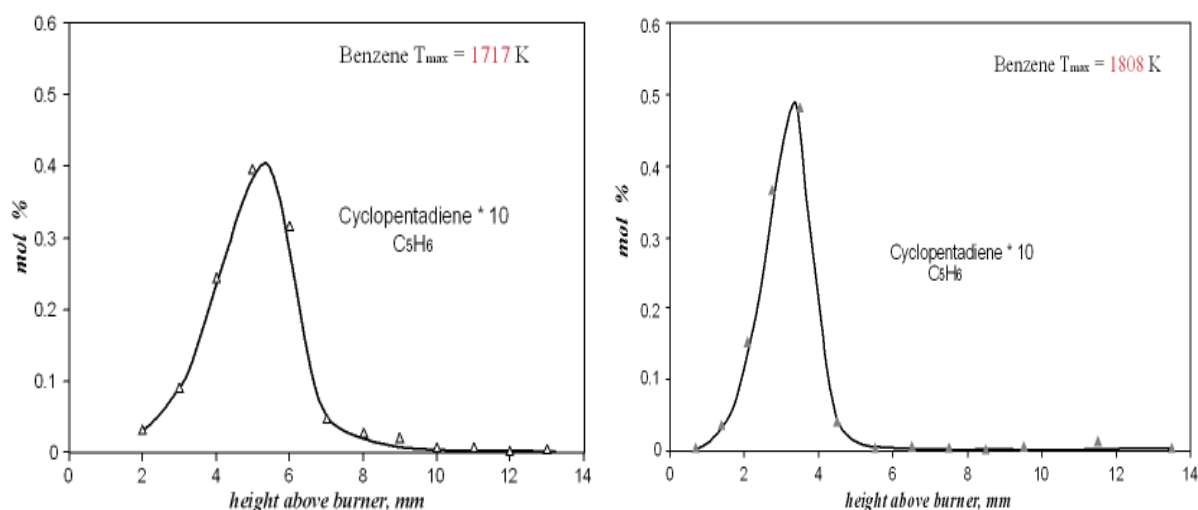 0.6
0.5
0.4
0.3
0.2
0.1
0
mol %
Benzene Tmax = 1717 K
Cyclopentadiene * 10
C5H6
0 2 4 6 8 10 12 14
height above burner, mm
0.6
0.5
0.4
0.3
0.2
0.1
0
mol %
Benzene Tmax = 1808 K
Cyclopentadiene * 10
C5H6
0 2 4 6 8 10 12 14
height above burner, mm